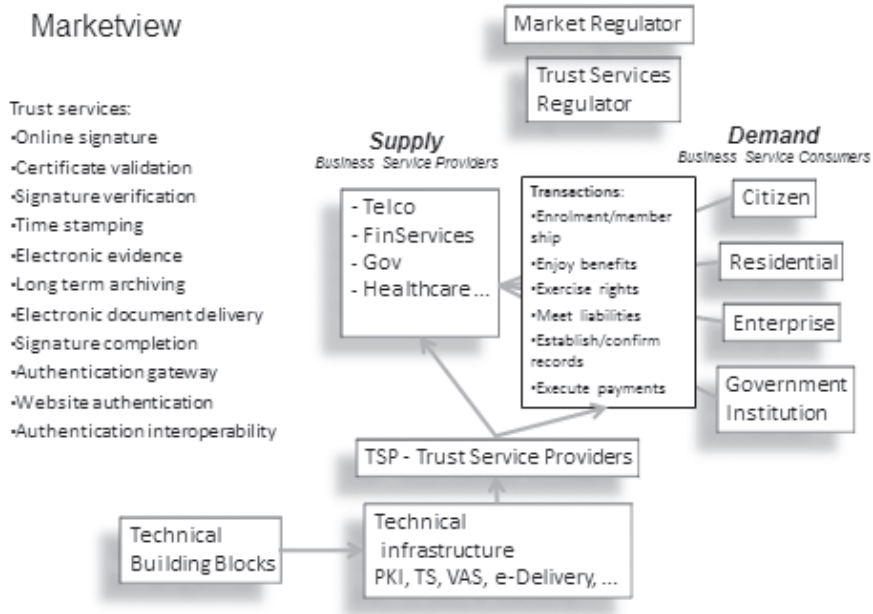 Marketview
Market Regulator
Trust Services
Regulator
Trust services:
•Online signature
•Certificate validation
•Signature verification
•Time stamping
•Electronic evidence
•Long term archiving
•Electronic document delivery
•Signature completion
•Authentication gateway
•Website authentication
•Authentication interoperability
Supply
Business Service Providers
- Telco
- FinServices
- Gov
- Healthcare...
Transactions:
•Enrolment/member
ship
•Enjoy benefits
•Exercise rights
•Meet liabilities
•Establish/confirm
records
•Execute payments
Demand
Business Service Consumers
Citizen
Residential
Enterprise
Government
Institution
TSP - Trust Service Providers
Technical
Building Blocks
Technical
infrastructure
PKI, TS, VAS, e-Delivery, ...